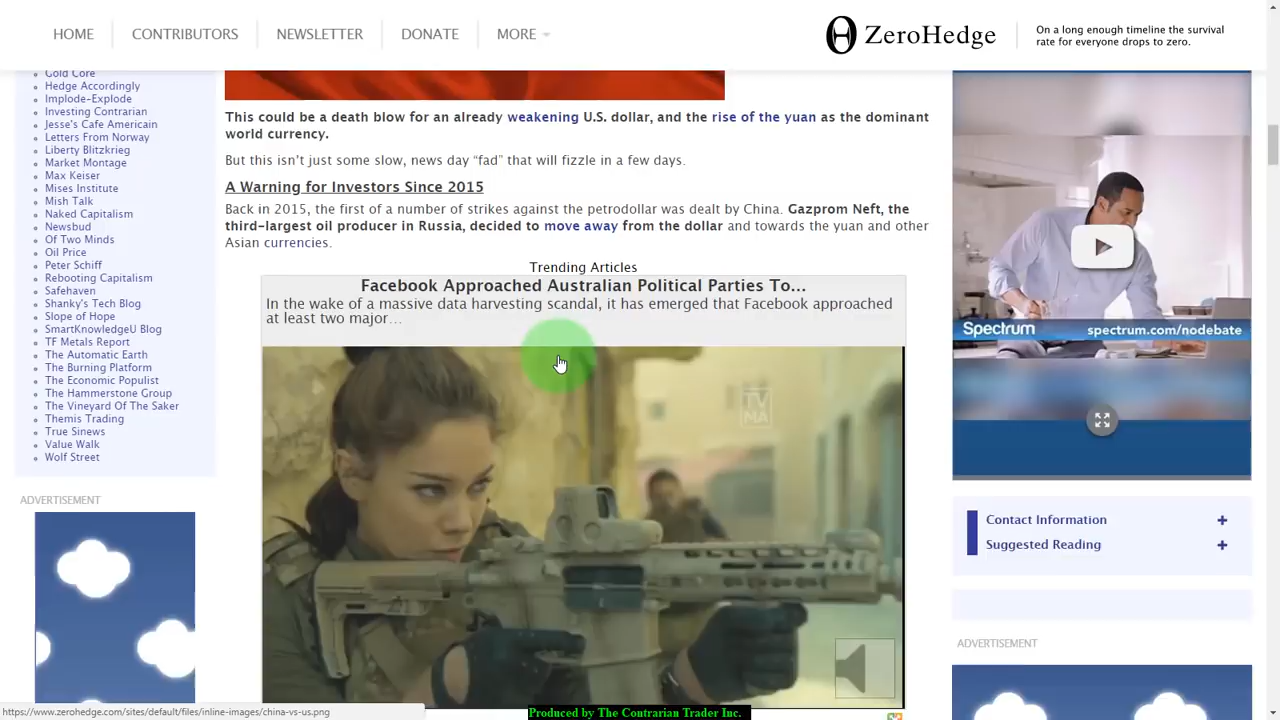 HOME
CONTRIBUTORS
NEWSLETTER
DONATE
MORE
ZeroHedge
On a long enough timeline the survival
rate for everyone drops to zero.
Gold Core
Hedge Accordingly
Implode-Explode
Investing Contrarian
Jesse's Cafe Americain
Letters From Norway
Liberty Blitzkrieg
Market Montage
Max Keiser
Mises Institute
Mish Talk
Naked Capitalism
Newsbud
Of Two Minds
Oil Price
Peter Schiff
Rebooting Capitalism
Safehaven
Shanky's Tech Blog
Slope of Hope
SmartKnowledgeU Blog
TF Metals Report
The Automatic Earth
The Burning Platform
The Economic Populist
The Hammerstone Group
The Vineyard Of The Saker
Themis Trading
True Sinews
Value Walk
Wolf Street
ADVERTISEMENT
This could be a death blow for an already weakening U.S. dollar, and the rise of the yuan as the dominant
world currency.
But this isn't just some slow, news day “fad” that will fizzle in a few days.
A Warning for Investors Since 2015
Back in 2015, the first of a number of strikes against the petrodollar was dealt by China. Gazprom Neft, the
third-largest oil producer in Russia, decided to move away from the dollar and towards the yuan and other
Asian currencies.
Trending Articles
Facebook Approached Australian Political Parties To...
In the wake of a massive data harvesting scandal, it has emerged that Facebook approached
at least two major...
TV
MA
Spectrum
spectrum.com/nodebate
Contact Information
Suggested Reading
ADVERTISEMENT
https://www.zerohedge.com/sites/default/files/inline-images/china-vs-us.png
Produced by The Contrarian Trader Inc.